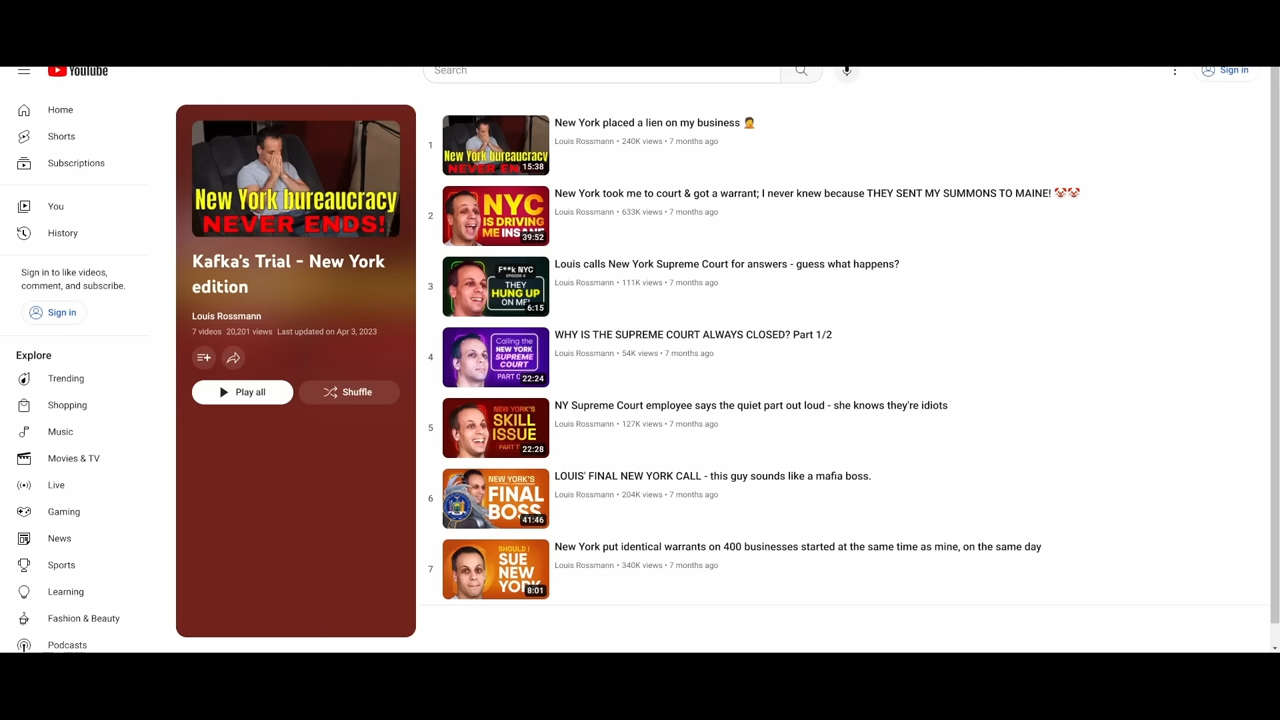 YouTube
Search
Sign in
Home
Shorts
Subscriptions
You
History
Sign in to like videos,
comment, and subscribe.
Sign in
Explore
Trending
Shopping
Music
Movies & TV
Live
Gaming
News
Sports
Learning
Fashion & Beauty
Podcasts
New York bureaucracy
NEVER ENDS!
Kafka's Trial - New York
edition
Louis Rossmann
7 videos 20,201 views Last updated on Apr 3, 2023
Play all
Shuffle
1
New York bureaucracy
NEVER EN
15:38
New York placed a lien on my business 🤦
Louis Rossmann • 240K views • 7 months ago
2
NYC
IS DRIVING
ME INSANE
39:52
New York took me to court & got a warrant; I never knew because THEY SENT MY SUMMONS TO MAINE! 🤡🤡
Louis Rossmann • 633K views • 7 months ago
3
F**k NYC
EPISODE 4
THEY
HUNG UP
ON ME!
6:15
Louis calls New York Supreme Court for answers - guess what happens?
Louis Rossmann • 111K views • 7 months ago
4
Calling the
NEW YORK
SUPREME
COURT
PART
22:24
WHY IS THE SUPREME COURT ALWAYS CLOSED? Part 1/2
Louis Rossmann • 54K views • 7 months ago
5
NEW YORK'S
SKILL
ISSUE
PART
22:28
NY Supreme Court employee says the quiet part out loud - she knows they're idiots
Louis Rossmann • 127K views • 7 months ago
6
NEW YORK'S
FINAL
BOSS
41:46
LOUIS' FINAL NEW YORK CALL - this guy sounds like a mafia boss.
Louis Rossmann • 204K views • 7 months ago
7
SHOULD I
SUE
NEW
YORK
8:01
New York put identical warrants on 400 businesses started at the same time as mine, on the same day
Louis Rossmann • 340K views • 7 months ago